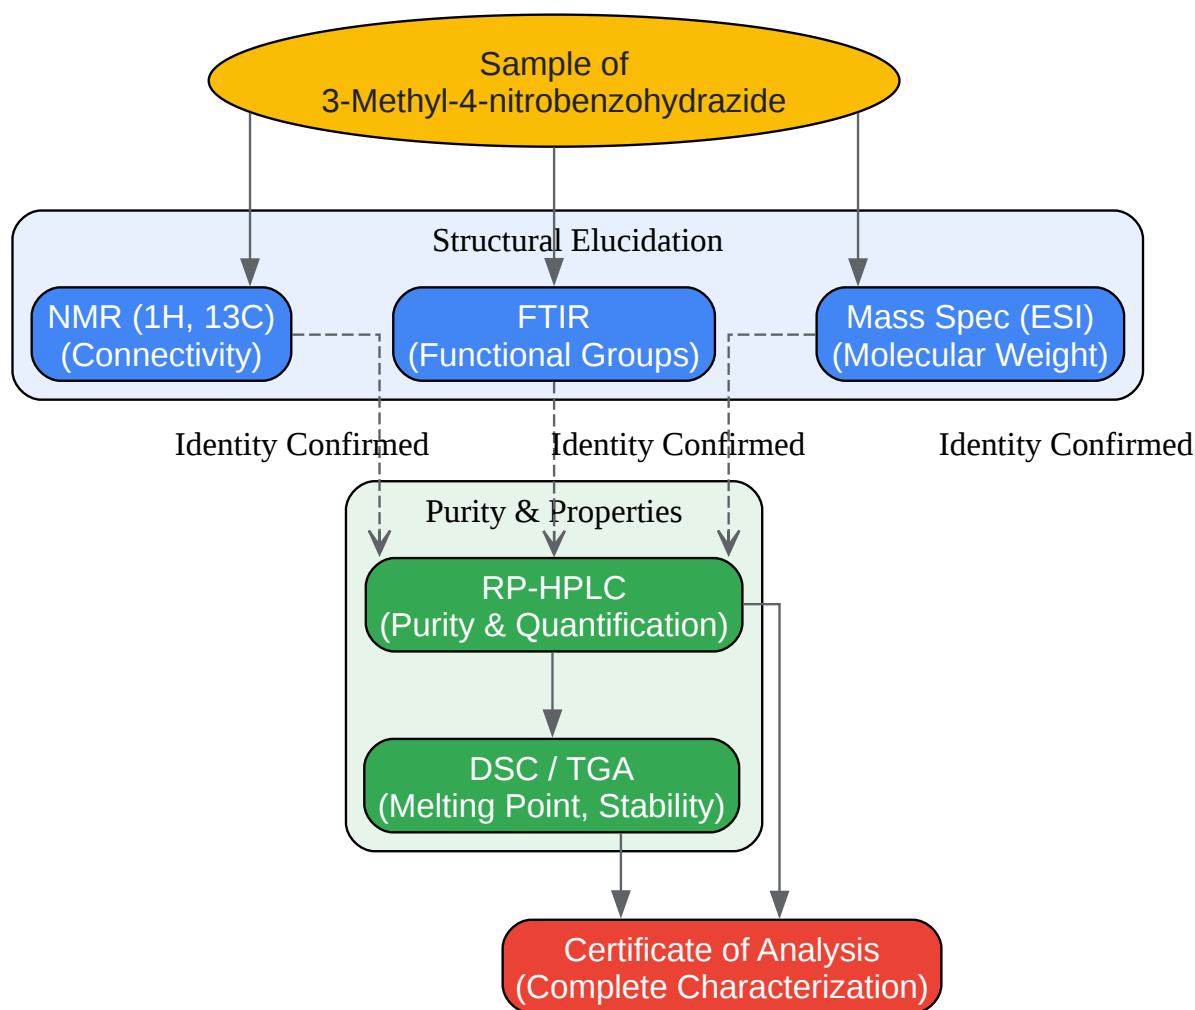 Sample of
3-Methyl-4-nitrobenzohydrazide
Structural Elucidation
NMR (1H, 13C)
(Connectivity)
FTIR
(Functional Groups)
Mass Spec (ESI)
(Molecular Weight)
Identity Confirmed
Identity Confirmed
Identity Confirmed
Purity & Properties
RP-HPLC
(Purity & Quantification)
DSC / TGA
(Melting Point, Stability)
Certificate of Analysis
(Complete Characterization)